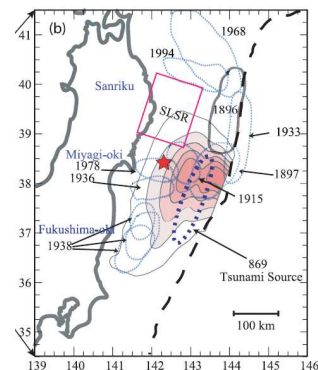 (b)
1968
1994
Sanriku
SLSR
1896
1933
Miyagi-oki
1978
1936
1897
1915
Fukushima-oki
1938
869
Tsunami Source
100 km
41
40
39
38
37
36
35
139 140 141 142 143 144 145 146